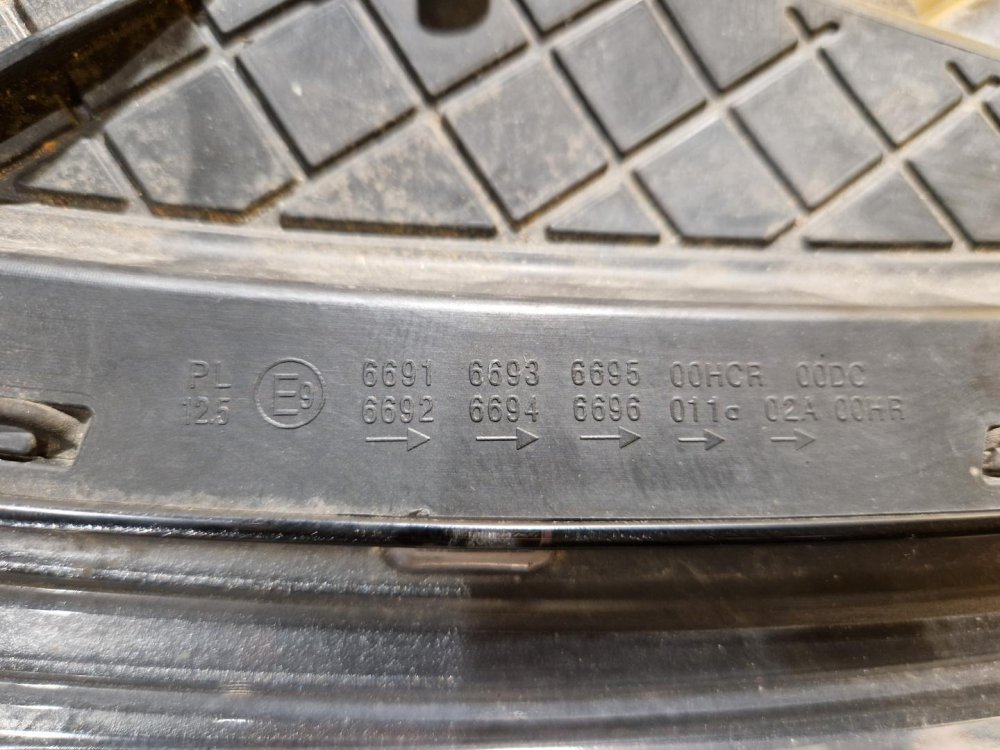 PL E9 6691 6693 6695 00HCR 00DC
12.5 6692 6694 6696 011a 02A 00HR
→ → → → →